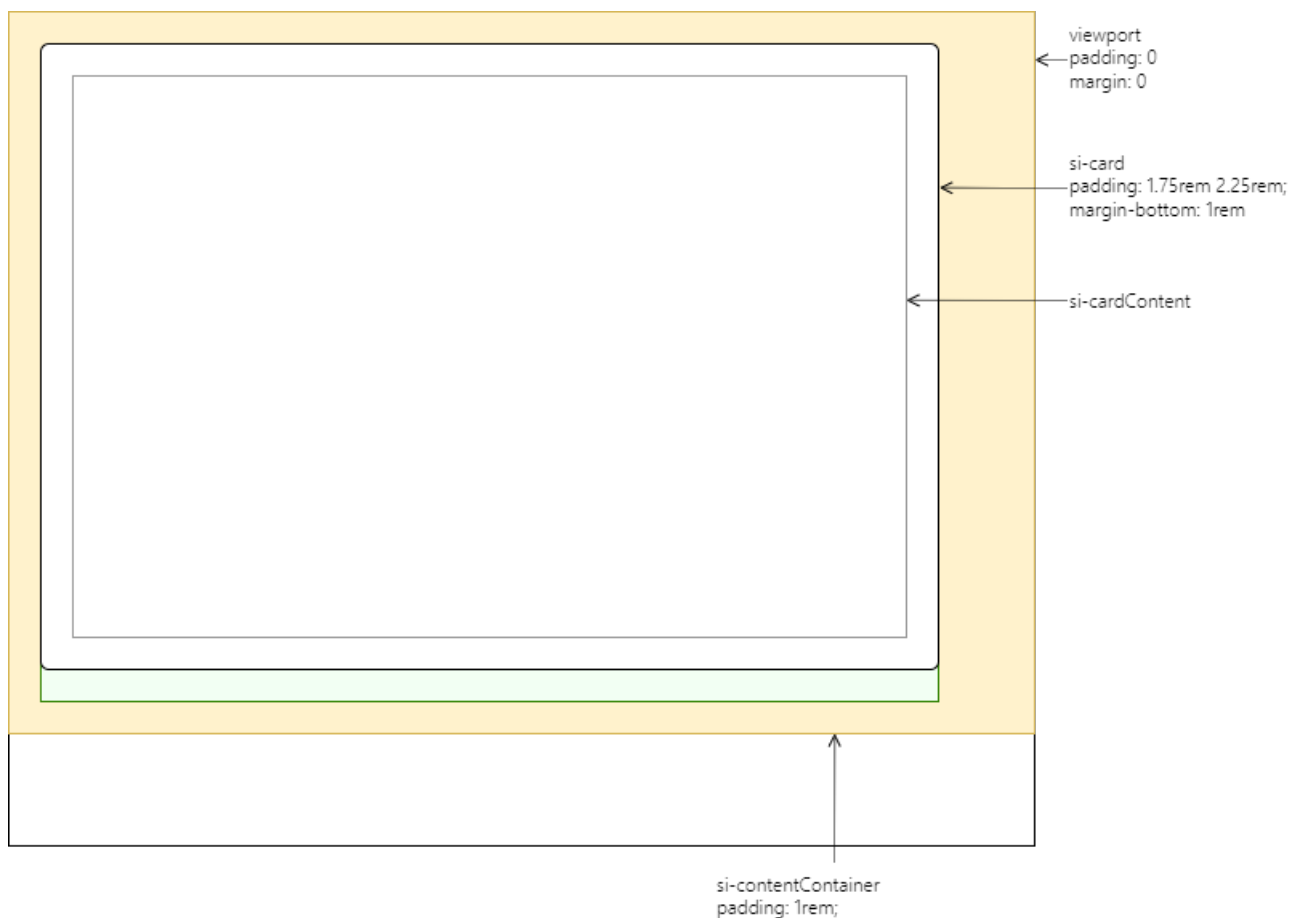 viewport
padding: 0
margin: 0
si-card
padding: 1.75rem 2.25rem;
margin-bottom: 1rem
si-cardContent
si-contentContainer
padding: 1rem;